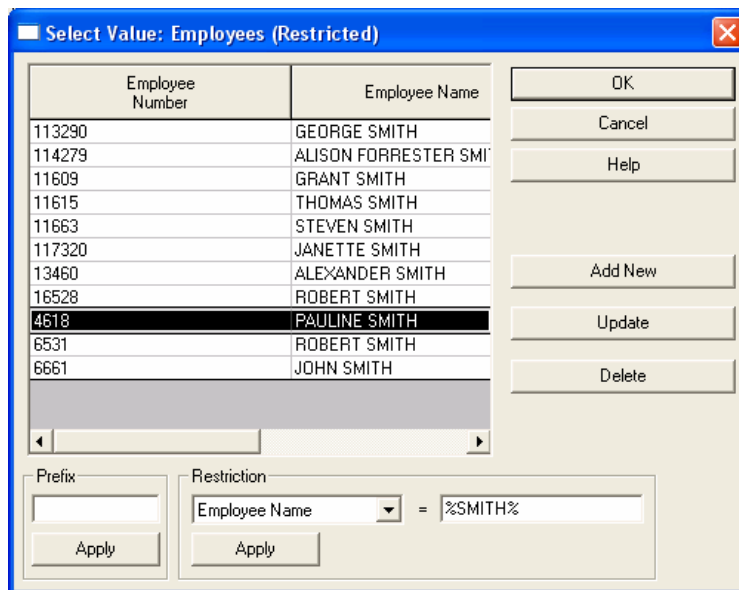 Select Value: Employees (Restricted)
Employee Number Employee Name
113290 GEORGE SMITH
114279 ALISON FORRESTER SMI
11609 GRANT SMITH
11615 THOMAS SMITH
11663 STEVEN SMITH
117320 JANETTE SMITH
13460 ALEXANDER SMITH
16528 ROBERT SMITH
4618 PAULINE SMITH
6531 ROBERT SMITH
6661 JOHN SMITH
OK
Cancel
Help
Add New
Update
Delete
Prefix
Apply
Restriction
Employee Name = %SMITH%
Apply